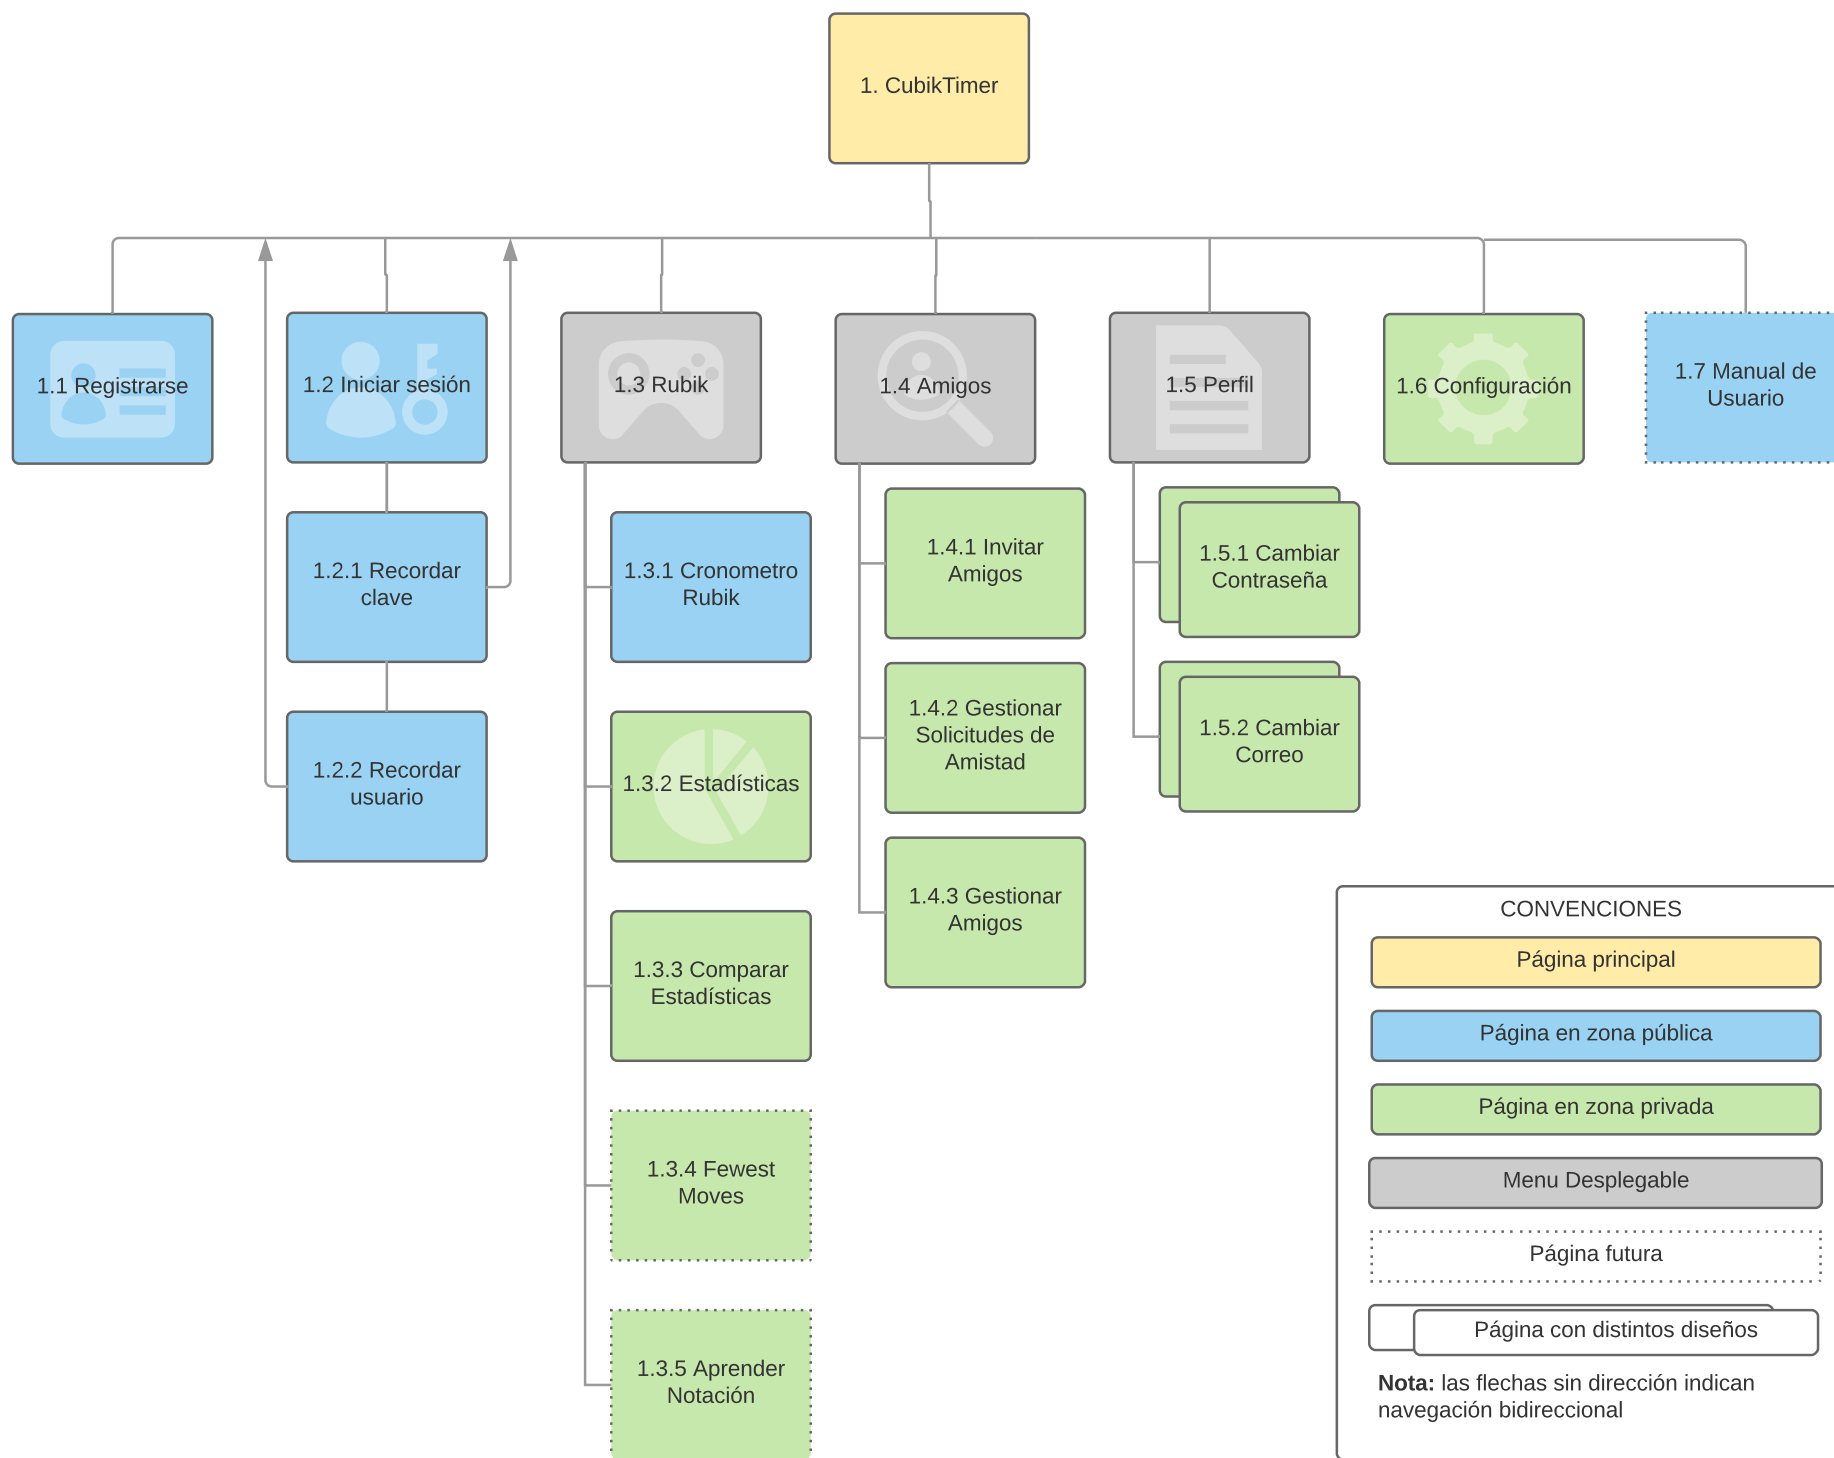 1. CubikTimer
1.1 Registrarse
1.2 Iniciar sesión
1.3 Rubik
1.4 Amigos
1.5 Perfil
1.6 Configuración
1.7 Manual de
Usuario
1.2.1 Recordar
clave
1.2.2 Recordar
usuario
1.3.1 Cronometro
Rubik
1.3.2 Estadísticas
1.3.3 Comparar
Estadísticas
1.3.4 Fewest
Moves
1.3.5 Aprender
Notación
1.4.1 Invitar
Amigos
1.4.2 Gestionar
Solicitudes de
Amistad
1.4.3 Gestionar
Amigos
1.5.1 Cambiar
Contraseña
1.5.2 Cambiar
Correo
CONVENCIONES
Página principal
Página en zona pública
Página en zona privada
Menu Desplegable
Página futura
Página con distintos diseños
Nota: las flechas sin dirección indican
navegación bidireccional